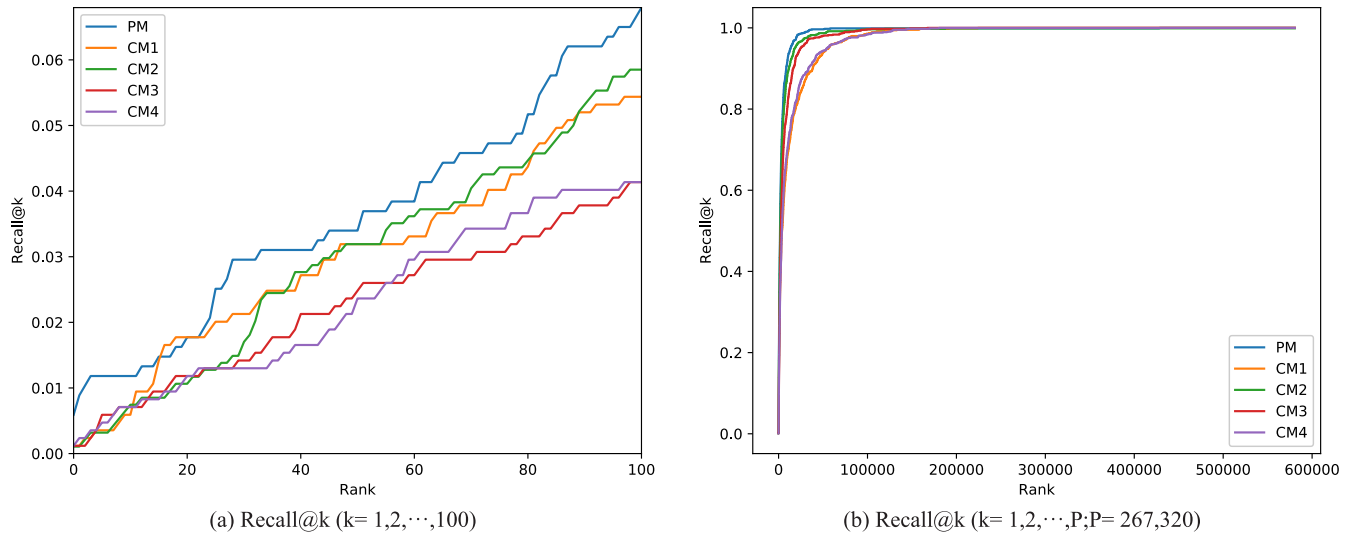 PM
CM1
CM2
CM3
CM4
0.06
0.05
0.04
0.03
0.02
0.01
0.00
Recall@k
0
20
40
60
80
100
Rank
(a) Recall@k (k= 1,2,⋯,100)
1.0
0.8
0.6
0.4
0.2
0.0
Recall@k
PM
CM1
CM2
CM3
CM4
0
100000
200000
300000
400000
500000
600000
Rank
(b) Recall@k (k= 1,2,⋯,P;P= 267,320)